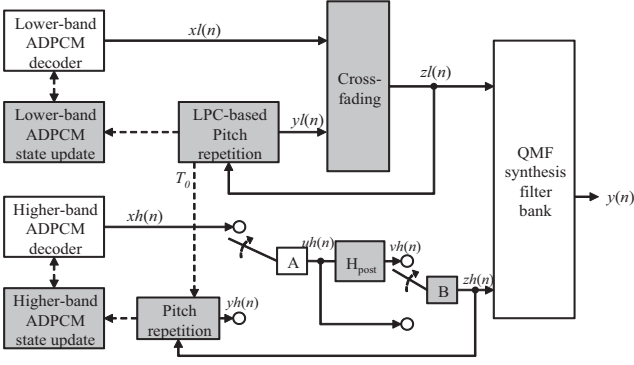 Lower-band
ADPCM
decoder
xl(n)
Cross-
fading
zl(n)
Lower-band
ADPCM
state update
LPC-based
Pitch
repetition
yl(n)
T0
QMF
synthesis
filter
bank
y(n)
Higher-band
ADPCM
decoder
xh(n)
A
uh(n)
Hpost
vh(n)
B
zh(n)
Higher-band
ADPCM
state update
Pitch
repetition
yh(n)